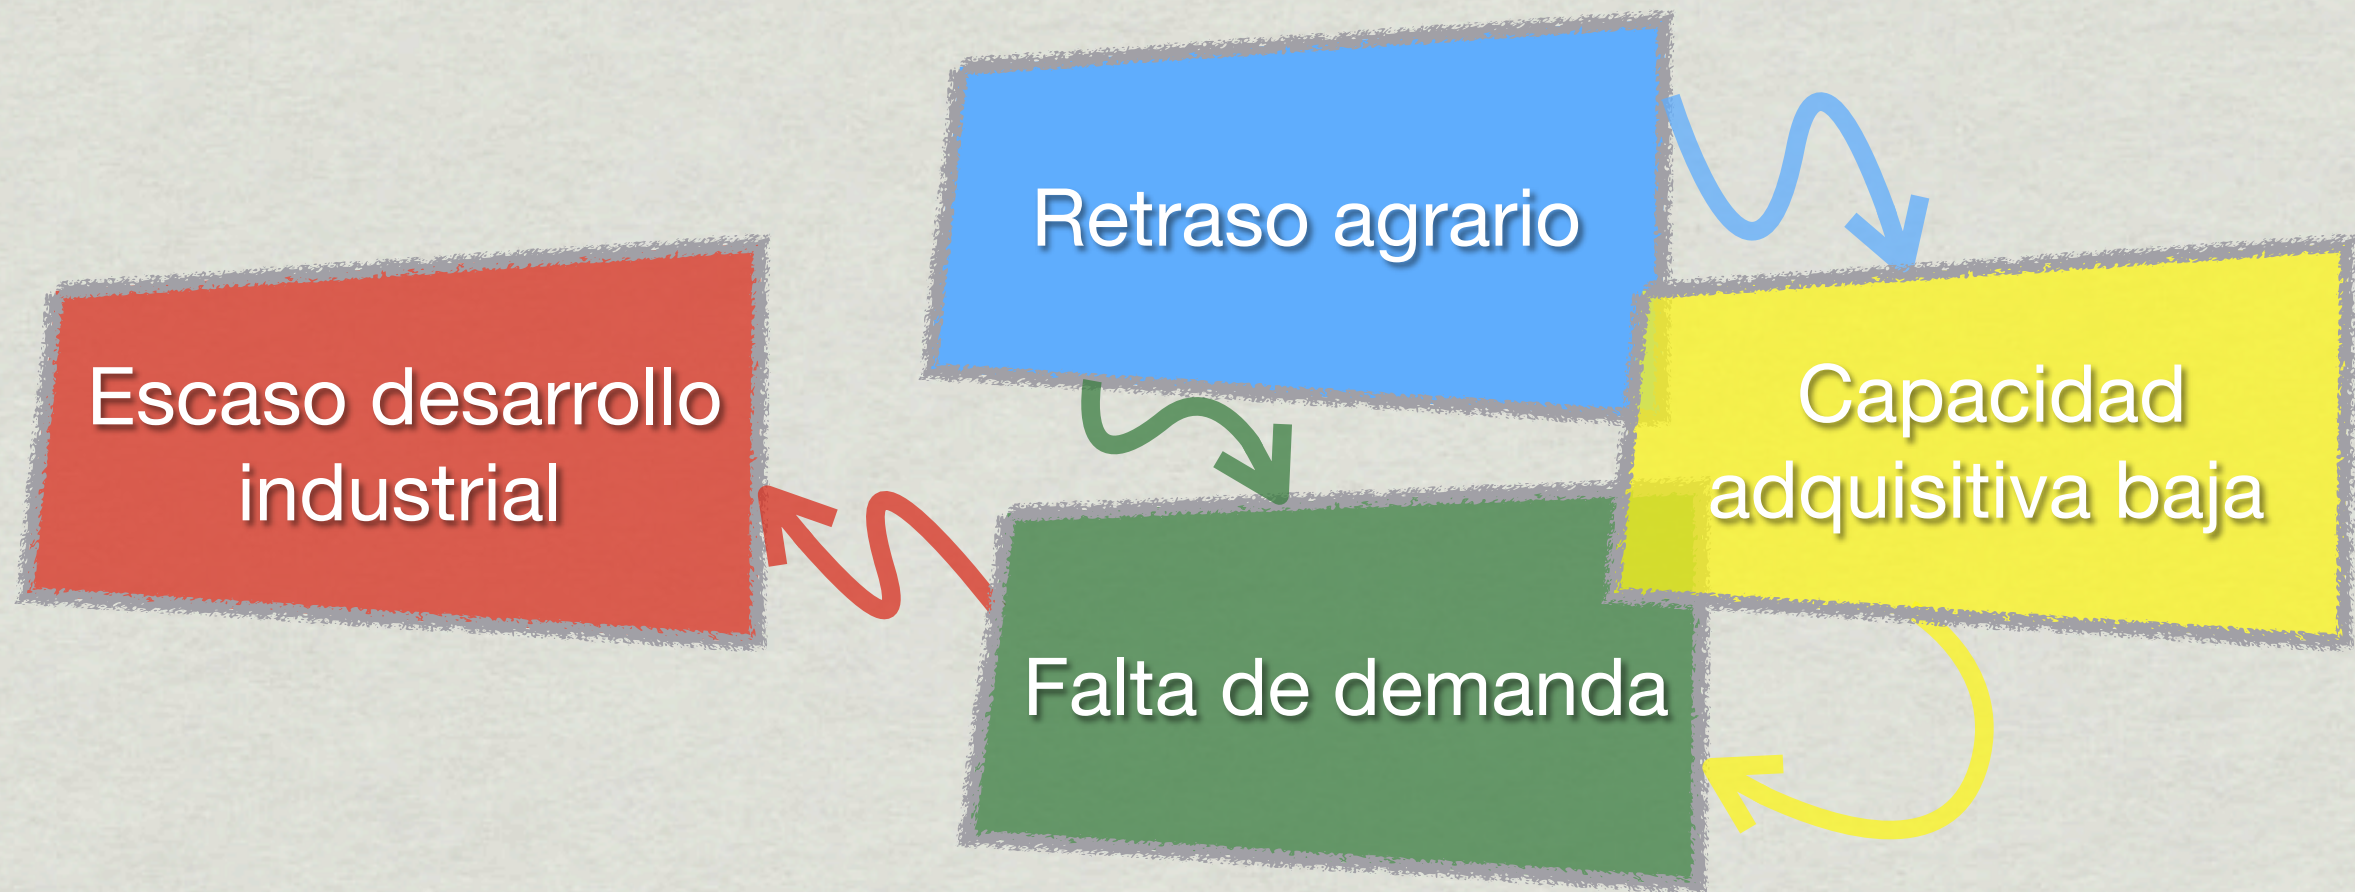 Retraso agrario
Escaso desarrollo
industrial
Capacidad
adquisitiva baja
Falta de demanda